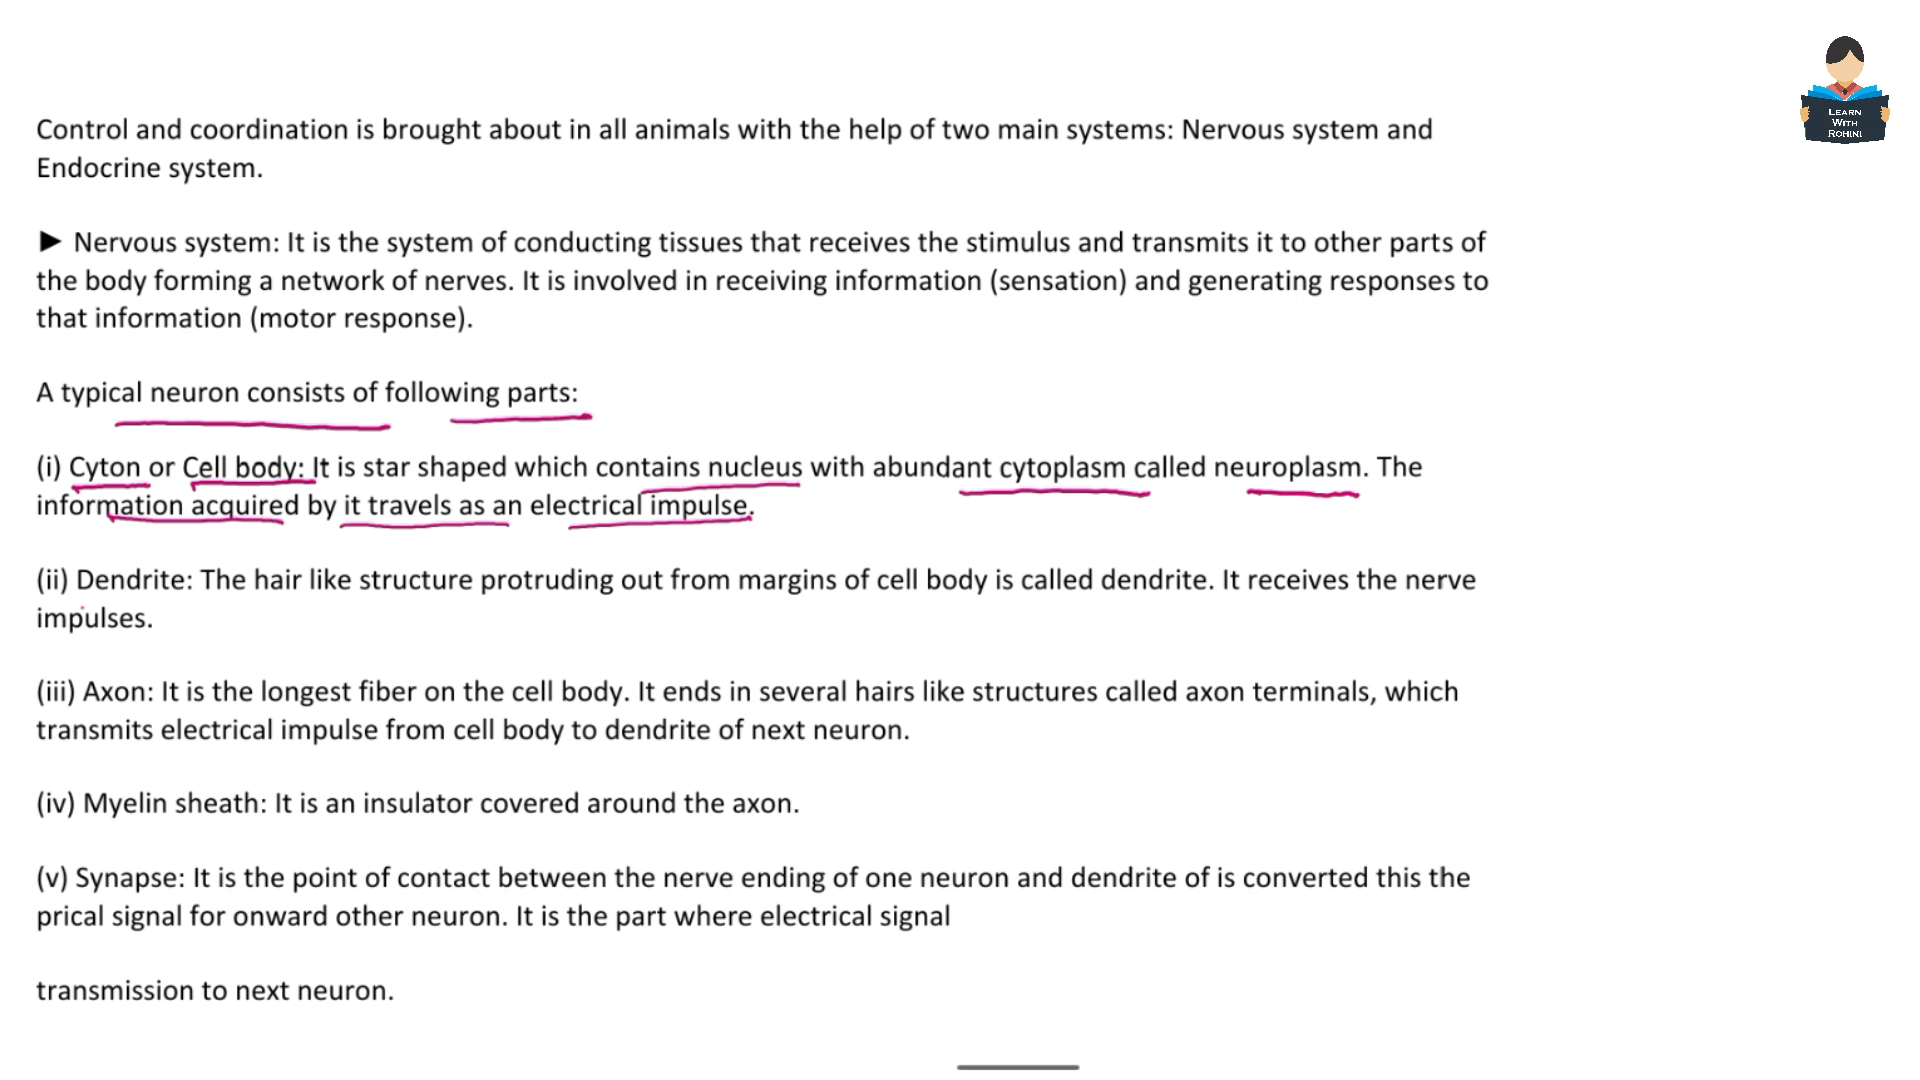 LEARN
WITH
ROHINI
Control and coordination is brought about in all animals with the help of two main systems: Nervous system and
Endocrine system.
► Nervous system: It is the system of conducting tissues that receives the stimulus and transmits it to other parts of
the body forming a network of nerves. It is involved in receiving information (sensation) and generating responses to
that information (motor response).
A typical neuron consists of following parts:
(i) Cyton or Cell body: It is star shaped which contains nucleus with abundant cytoplasm called neuroplasm. The
information acquired by it travels as an electrical impulse.
(ii) Dendrite: The hair like structure protruding out from margins of cell body is called dendrite. It receives the nerve
impulses.
(iii) Axon: It is the longest fiber on the cell body. It ends in several hairs like structures called axon terminals, which
transmits electrical impulse from cell body to dendrite of next neuron.
(iv) Myelin sheath: It is an insulator covered around the axon.
(v) Synapse: It is the point of contact between the nerve ending of one neuron and dendrite of is converted this the
prical signal for onward other neuron. It is the part where electrical signal
transmission to next neuron.